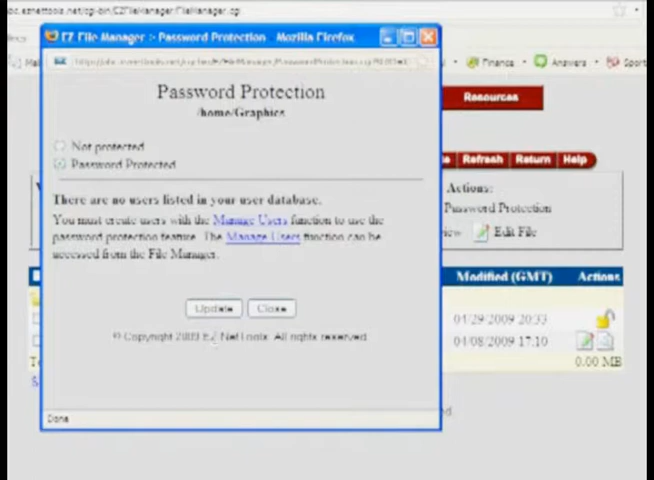 EZ File Manager :- Password Protection - Mozilla Firefox
Finance
Answers
Sport
Resources
Password Protection
/home/Graphics
Not protected
Password Protected
Refresh
Return
Help
Actions:
Password Protection
Edit File
There are no users listed in your user database.
You must create users with the Manage Users function to use the
password protection feature. The Manage Users function can be
accessed from the File Manager.
Modified (GMT)
Actions
04/29/2009 20:33
04/08/2009 17:10
0.00 MB
Update
Close
© Copyright 2009 EZ NetTools. All rights reserved.
Done